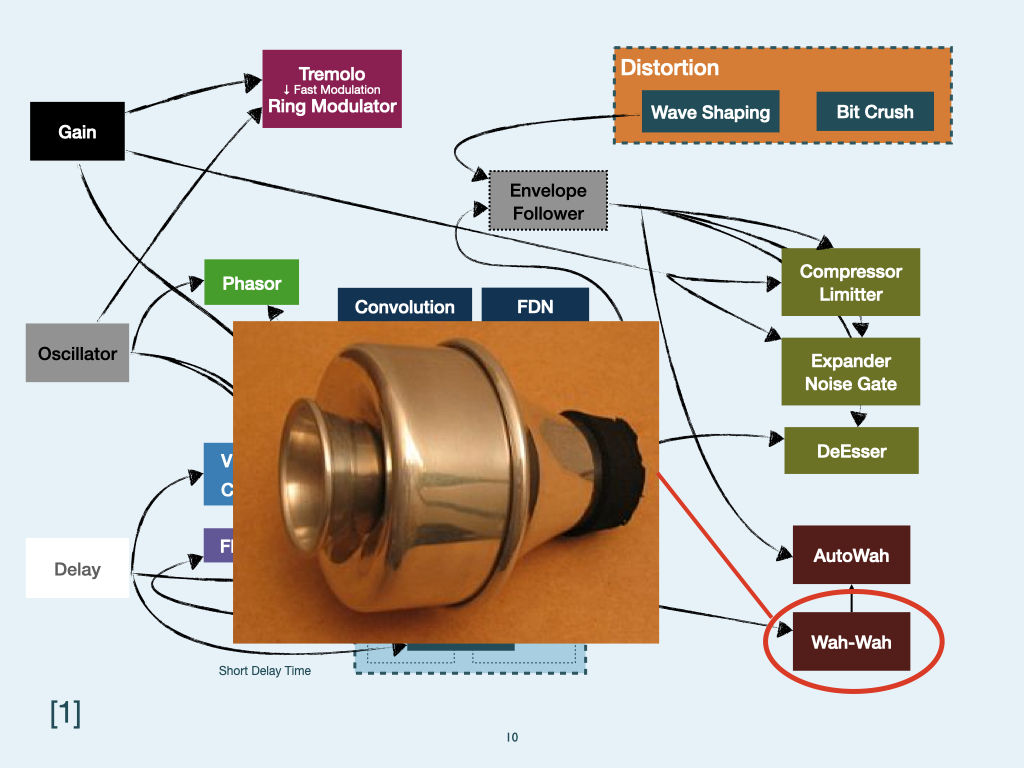 Tremolo
↓ Fast Modulation
Ring Modulator
Distortion
Wave Shaping
Bit Crush
Gain
Envelope
Follower
Compressor
Limitter
Phasor
Convolution
FDN
Oscillator
Expander
Noise Gate
DeEsser
V
C
Fl
Delay
AutoWah
Wah-Wah
Short Delay Time
[1]
10